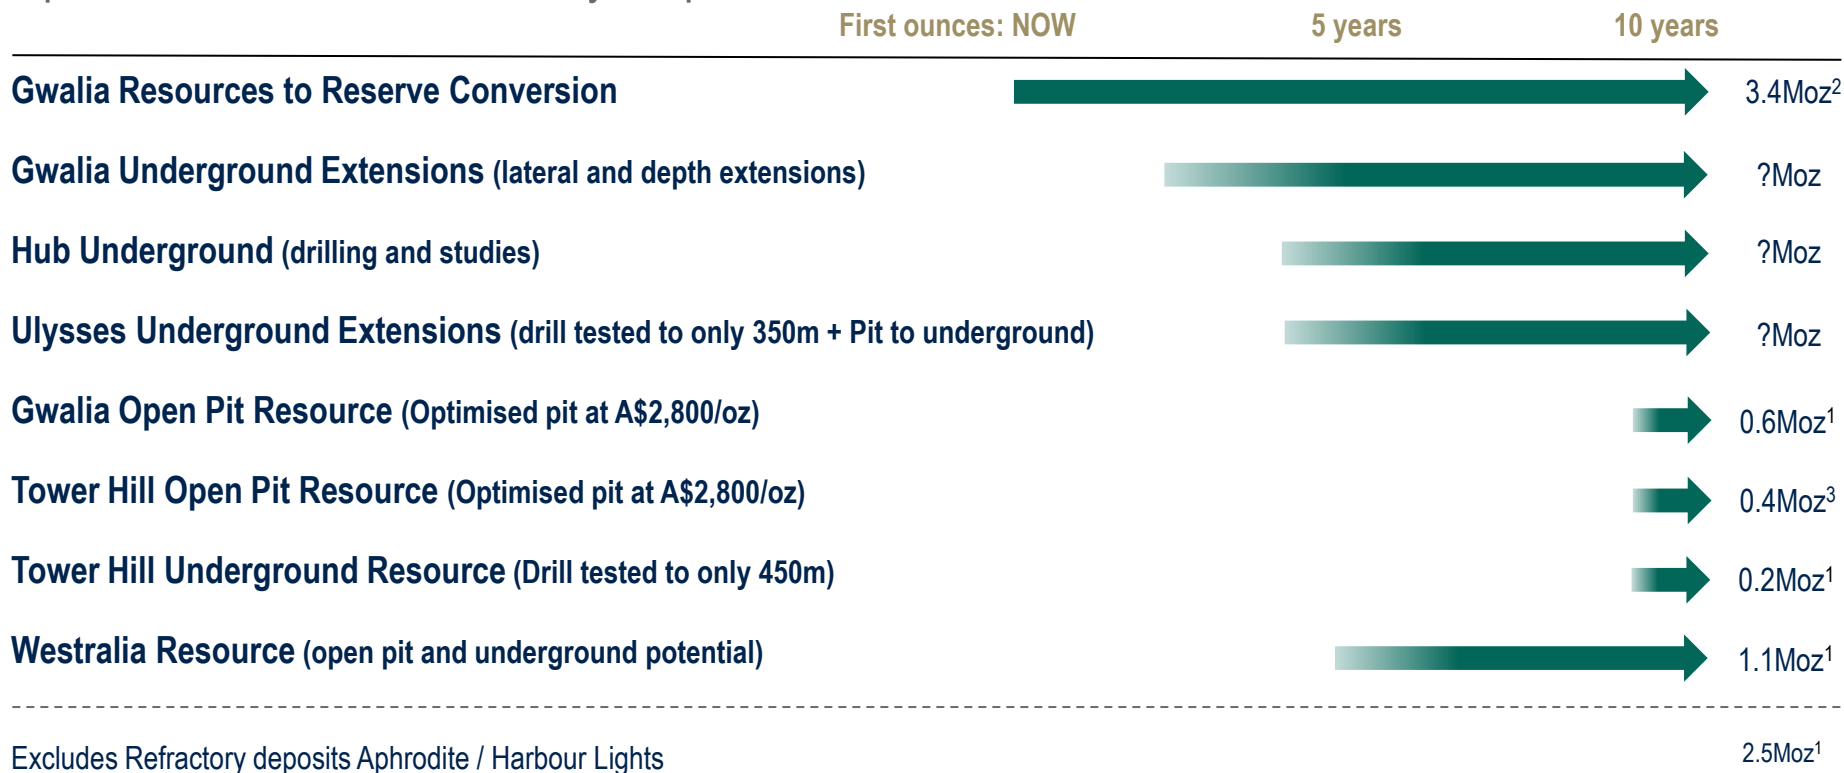 First ounces: NOW 5 years 10 years
Gwalia Resources to Reserve Conversion 3.4Moz²
Gwalia Underground Extensions (lateral and depth extensions) ?Moz
Hub Underground (drilling and studies) ?Moz
Ulysses Underground Extensions (drill tested to only 350m + Pit to underground) ?Moz
Gwalia Open Pit Resource (Optimised pit at A$2,800/oz) 0.6Moz¹
Tower Hill Open Pit Resource (Optimised pit at A$2,800/oz) 0.4Moz³
Tower Hill Underground Resource (Drill tested to only 450m) 0.2Moz¹
Westralia Resource (open pit and underground potential) 1.1Moz¹
Excludes Refractory deposits Aphrodite / Harbour Lights 2.5Moz¹